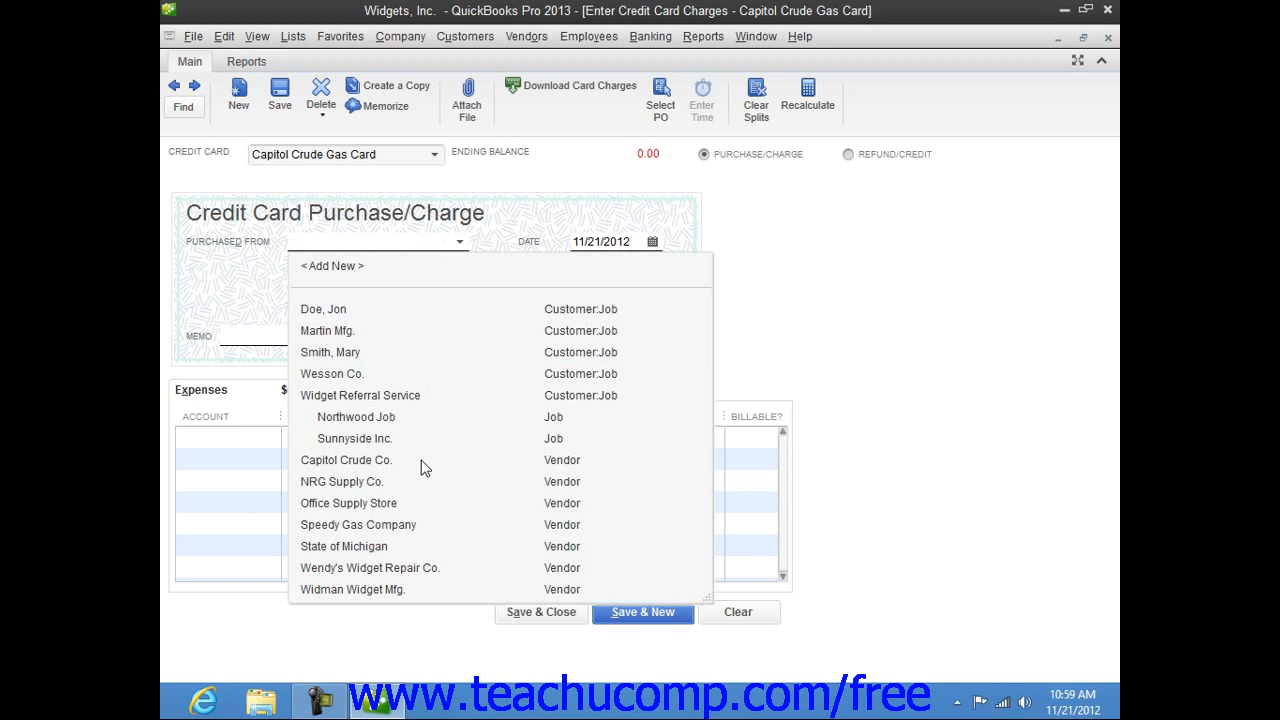 Widgets, Inc. - QuickBooks Pro 2013 - [Enter Credit Card Charges - Capitol Crude Gas Card]
File Edit View Lists Favorites Company Customers Vendors Employees Banking Reports Window Help
Main Reports
Find New Save Delete Create a Copy Memorize Attach File Download Card Charges Select PO Enter Time Clear Splits Recalculate
CREDIT CARD Capitol Crude Gas Card ENDING BALANCE 0.00 PURCHASE/CHARGE REFUND/CREDIT
Credit Card Purchase/Charge
PURCHASED FROM DATE 11/21/2012
< Add New >
Doe, Jon Customer:Job
Martin Mfg. Customer:Job
MEMO
Smith, Mary Customer:Job
Wesson Co. Customer:Job
Expenses $
Widget Referral Service Customer:Job
ACCOUNT Northwood Job Job BILLABLE?
Sunnyside Inc. Job
Capitol Crude Co. Vendor
NRG Supply Co. Vendor
Office Supply Store Vendor
Speedy Gas Company Vendor
State of Michigan Vendor
Wendy's Widget Repair Co. Vendor
Widman Widget Mfg. Vendor
Save & Close Save & New Clear
www.teachucomp.com/free
10:59 AM
11/21/2012